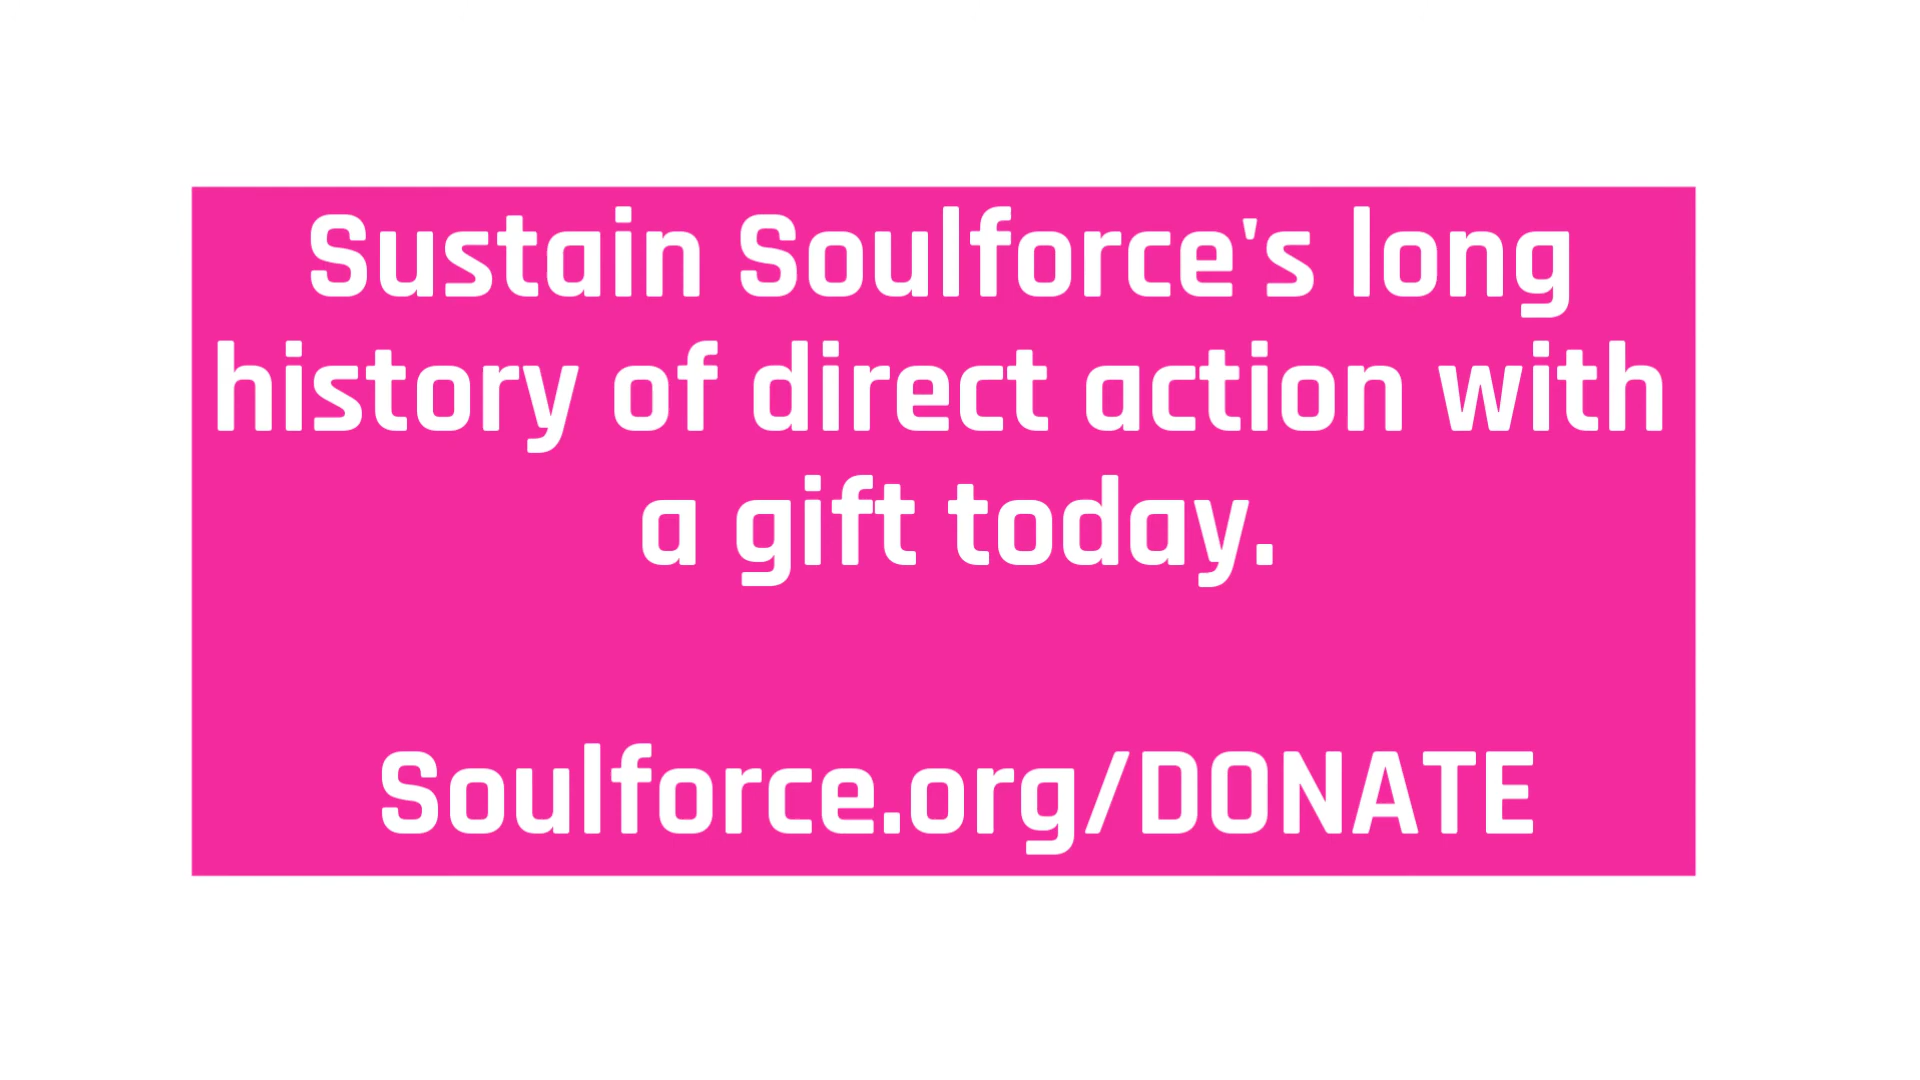 Sustain Soulforce's long
history of direct action with
a gift today.
Soulforce.org/DONATE